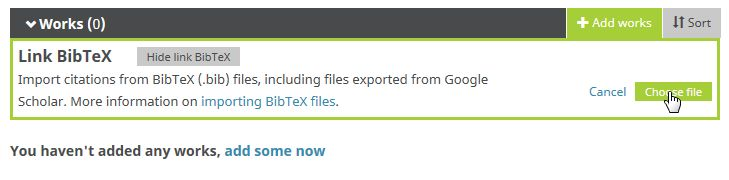 Works (0)
Add works
Sort
Link BibTeX
Hide link BibTeX
Import citations from BibTeX (.bib) files, including files exported from Google
Scholar. More information on importing BibTeX files.
Cancel
Choose file
You haven't added any works, add some now